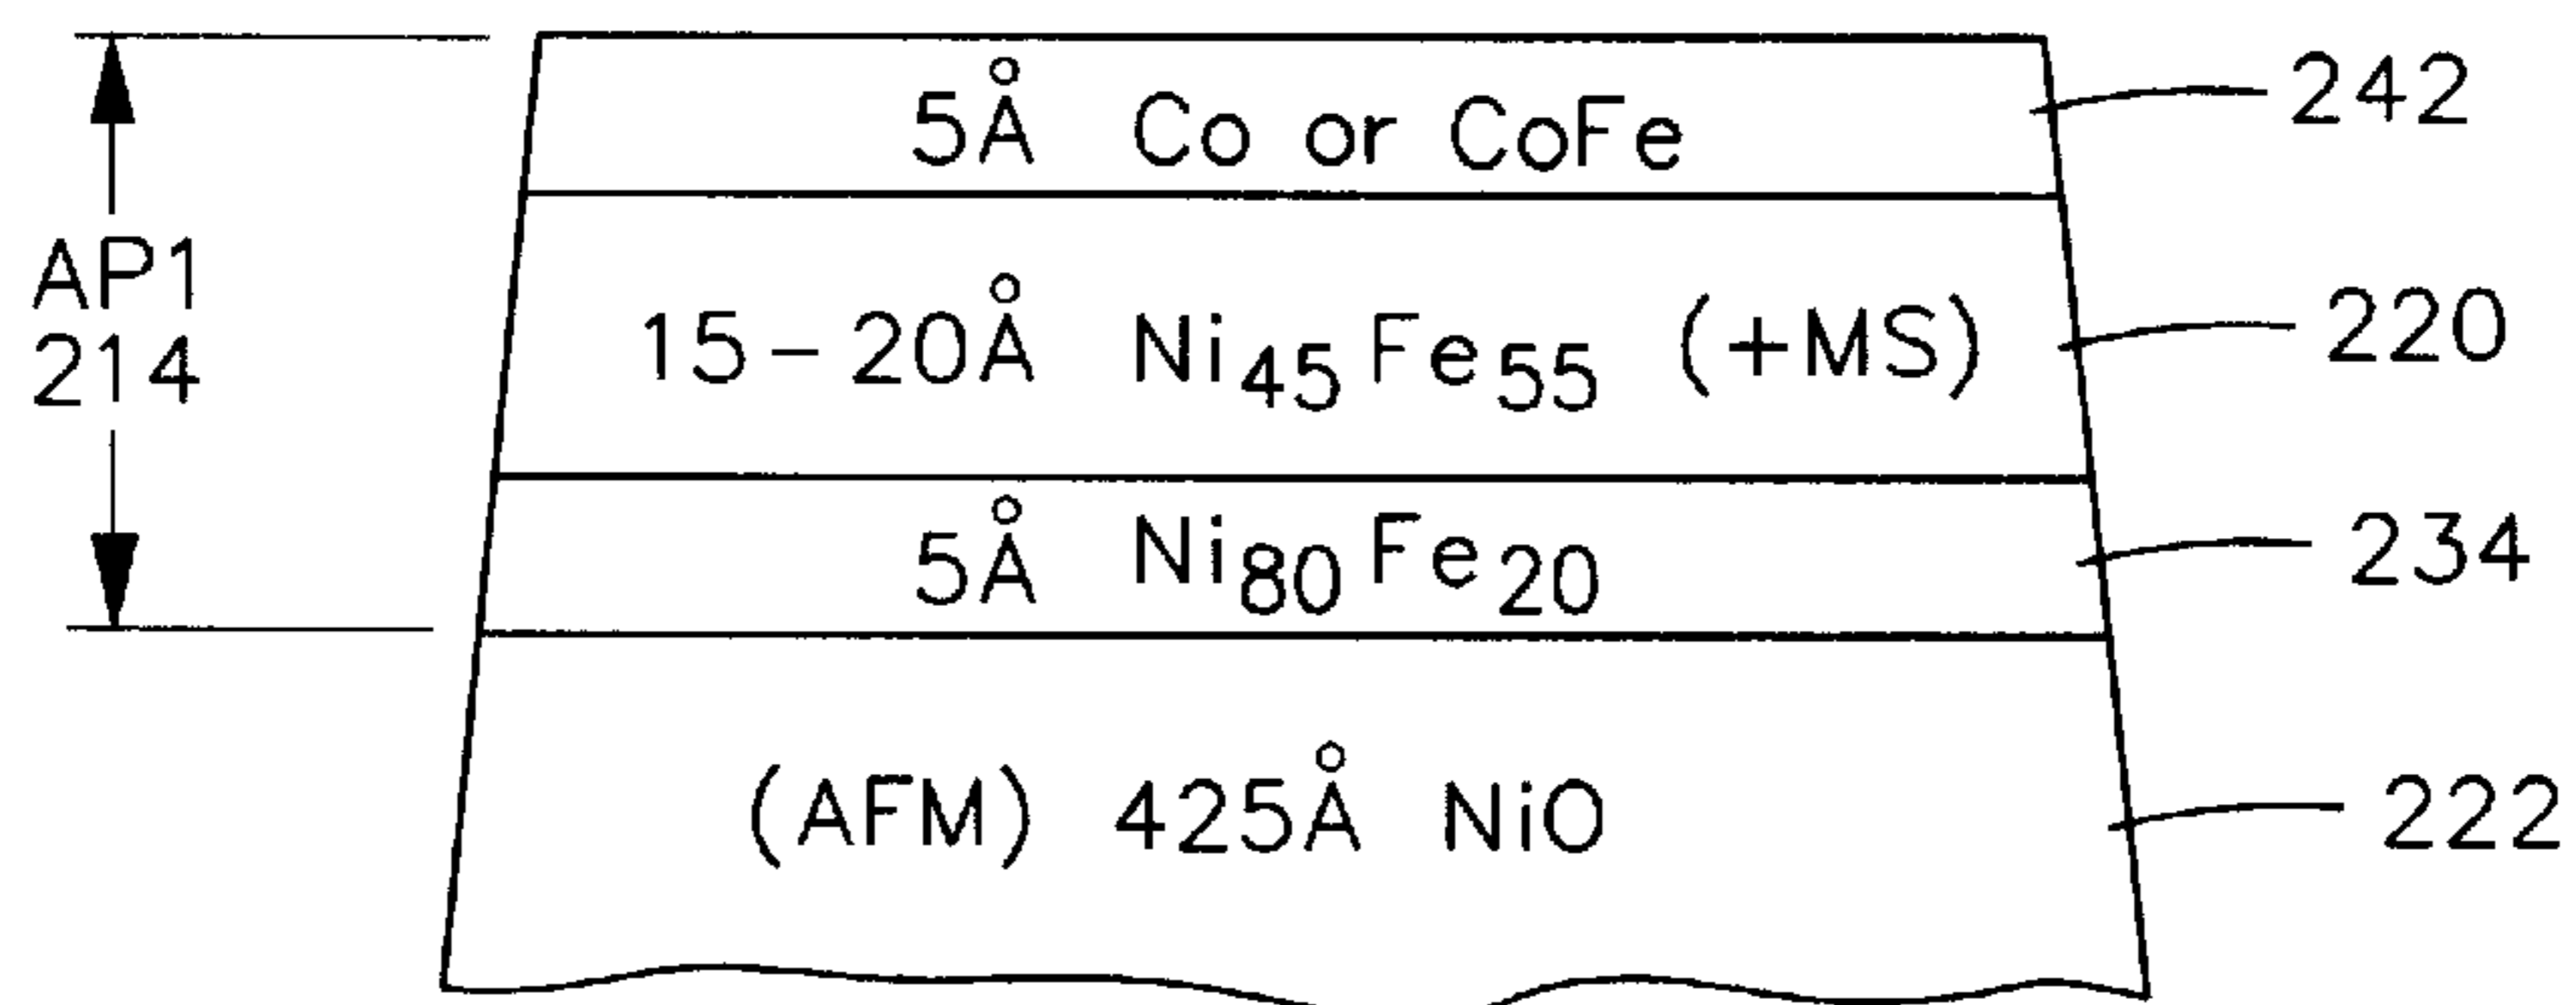 5Å Co or CoFe
242
AP1
214
15-20Å Ni45Fe55 (+MS)
220
5Å Ni80Fe20
234
(AFM) 425Å NiO
222